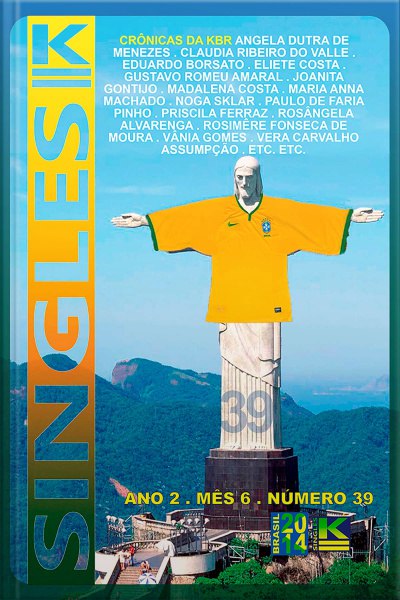 SINGLESK
CRÔNICAS DA KBR ANGELA DUTRA DE
MENEZES . CLAUDIA RIBEIRO DO VALLE .
EDUARDO BORSATO . ELIETE COSTA .
GUSTAVO ROMEU AMARAL . JOANITA
GONTIJO . MADALENA COSTA . MARIA ANNA
MACHADO . NOGA SKLAR . PAULO DE FARIA
PINHO . PRISCILA FERRAZ . ROSÂNGELA
ALVARENGA . ROSIMÉRE FONSECA DE
MOURA . VÂNIA GOMES . VERA CARVALHO
ASSUMPÇÃO . ETC. ETC.
39
ANO 2 . MÊS 6 . NÚMERO 39
BRASIL
2014
SINGLES
K